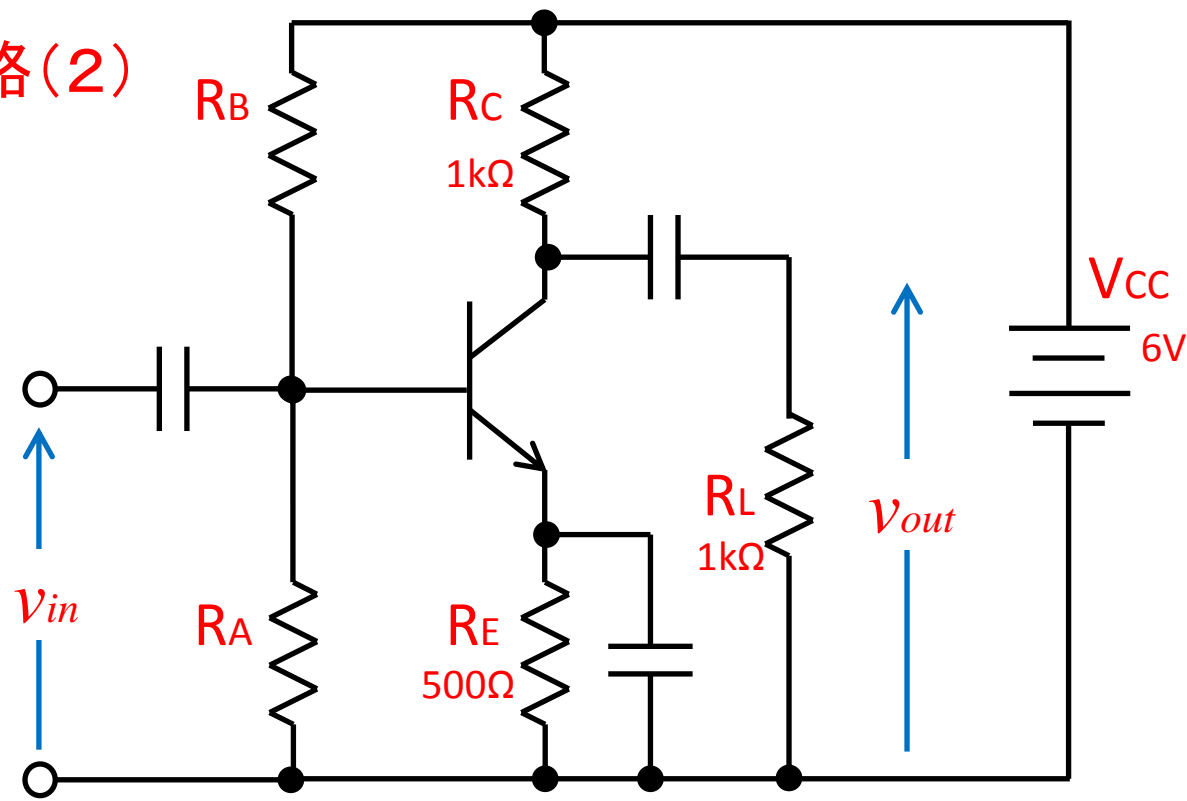 路(２)
RB
RC
1kΩ
VCC
6V
RL
1kΩ
vout
vin
RA
RE
500Ω